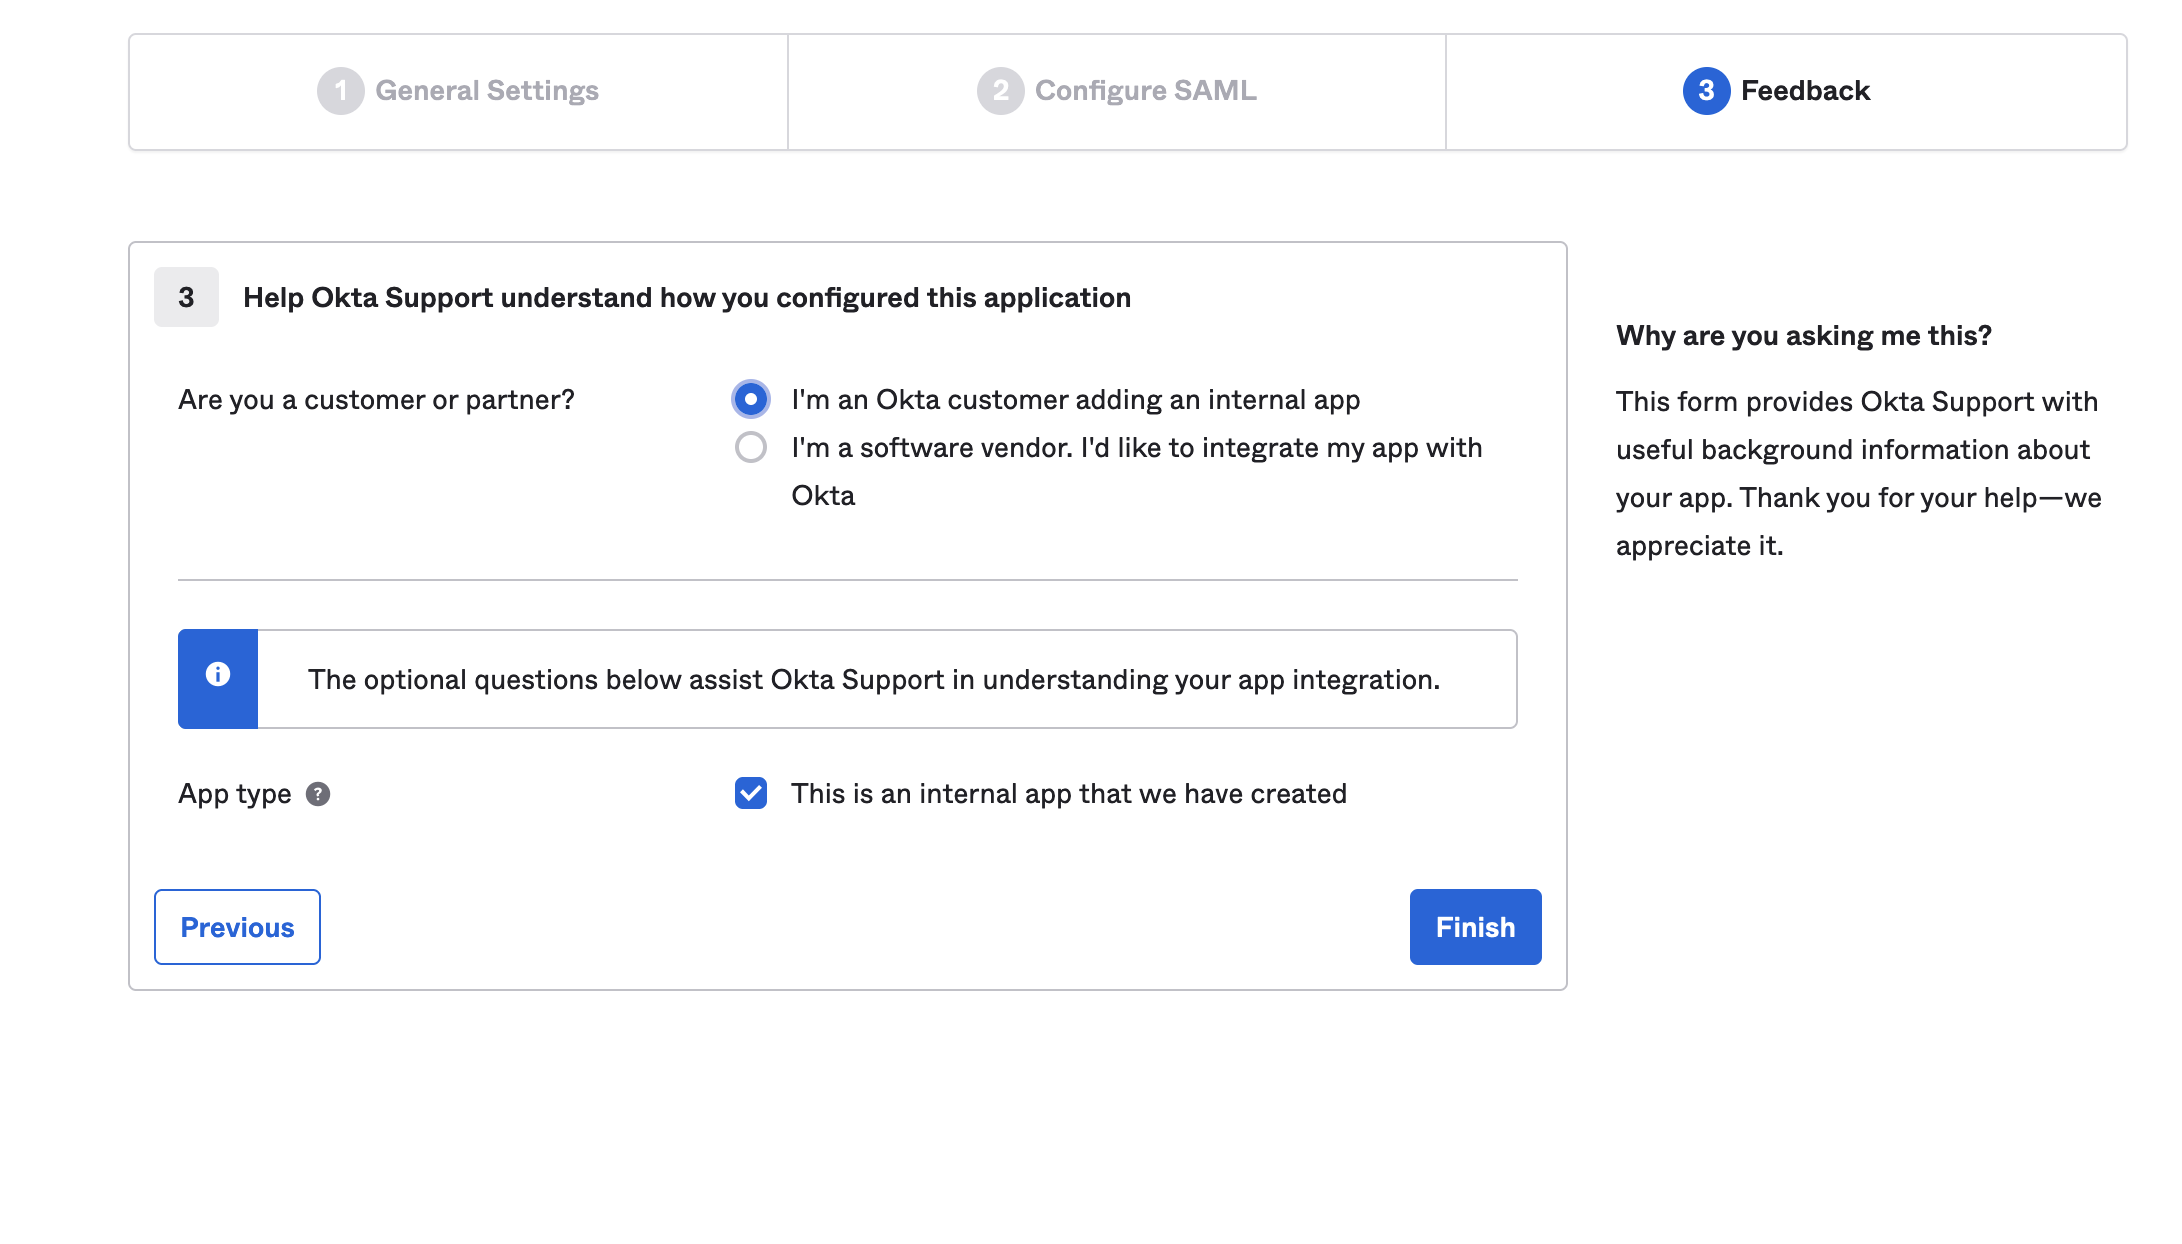 1 General Settings
2 Configure SAML
3 Feedback
3 Help Okta Support understand how you configured this application
Are you a customer or partner?
I'm an Okta customer adding an internal app
I'm a software vendor. I'd like to integrate my app with
Okta
The optional questions below assist Okta Support in understanding your app integration.
App type ?
This is an internal app that we have created
Previous
Finish
Why are you asking me this?
This form provides Okta Support with
useful background information about
your app. Thank you for your help—we
appreciate it.